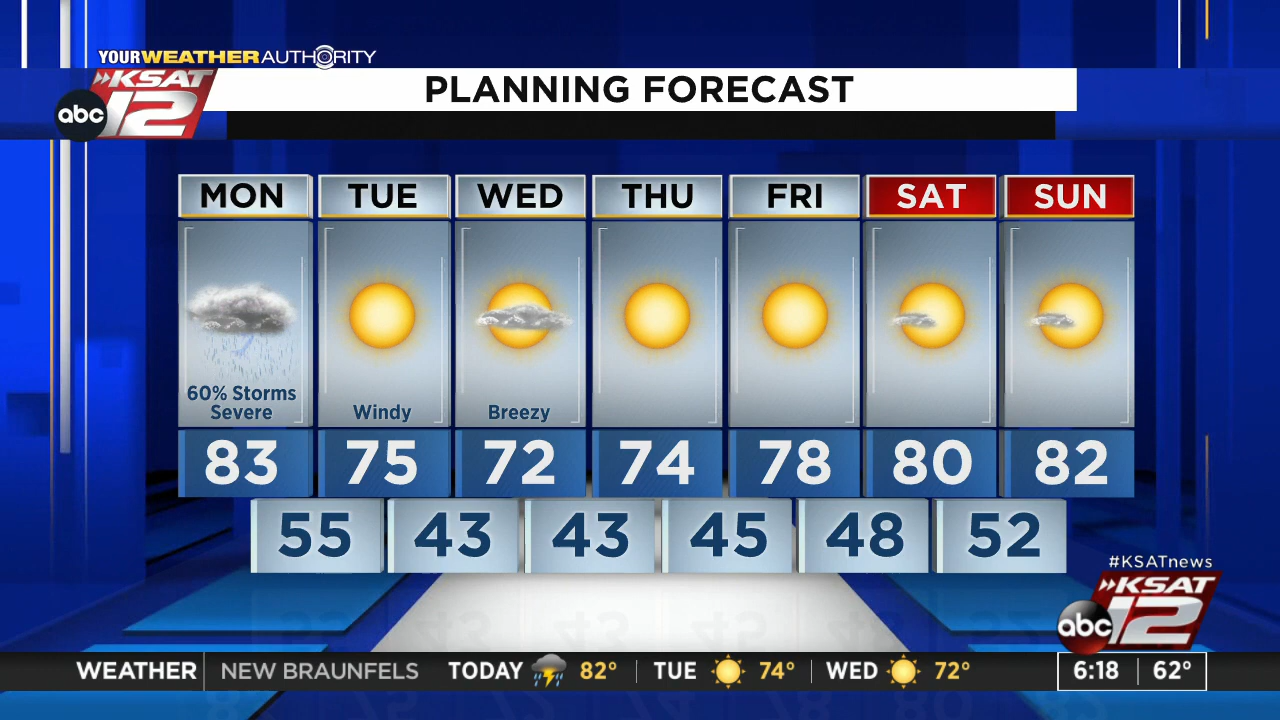 YOURWEATHERAUTHORITY
KSAT
abc 12
PLANNING FORECAST
MON TUE WED THU FRI SAT SUN
60% Storms
Severe Windy Breezy
83 75 72 74 78 80 82
55 43 43 45 48 52
#KSATnews
KSAT
abc 12
WEATHER NEW BRAUNFELS TODAY 82° TUE 74° WED 72° 6:18 62°